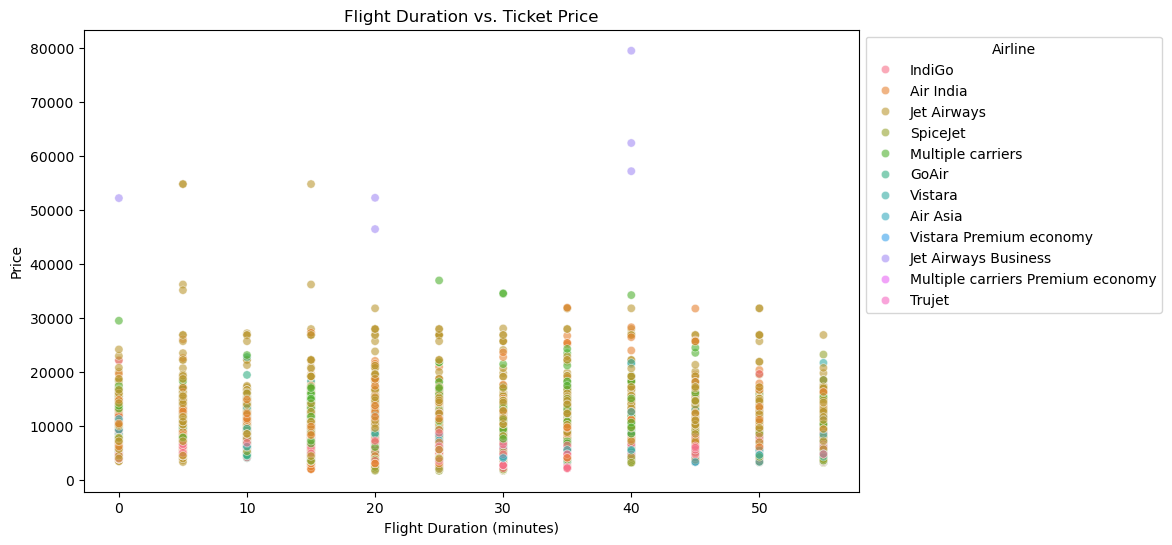 Flight Duration vs. Ticket Price
80000
70000
60000
50000
40000
30000
20000
10000
0
Price
0 10 20 30 40 50
Flight Duration (minutes)
Airline
IndiGo
Air India
Jet Airways
SpiceJet
Multiple carriers
GoAir
Vistara
Air Asia
Vistara Premium economy
Jet Airways Business
Multiple carriers Premium economy
Trujet